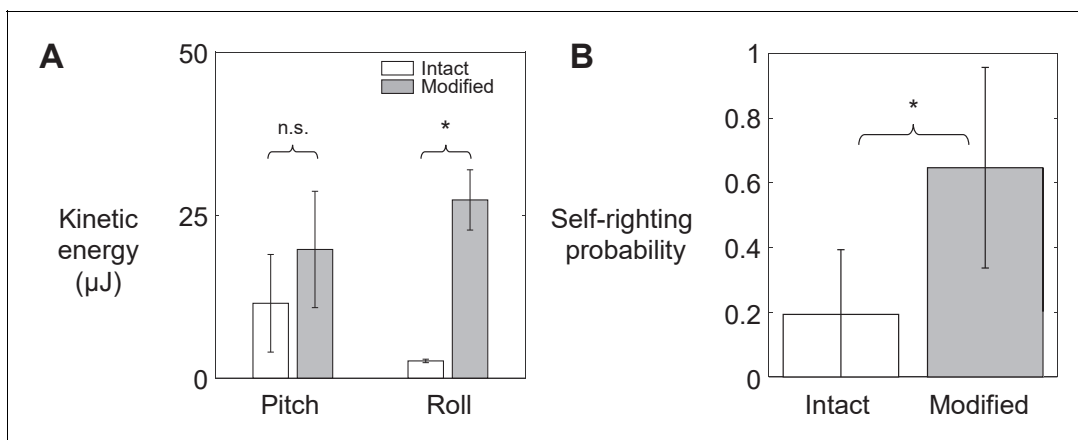 A
50
25
0
Kinetic
energy
(µJ)
Intact
Modified
n.s.
*
Pitch
Roll
B
1
0.8
0.6
0.4
0.2
0
Self-righting
probability
*
Intact
Modified